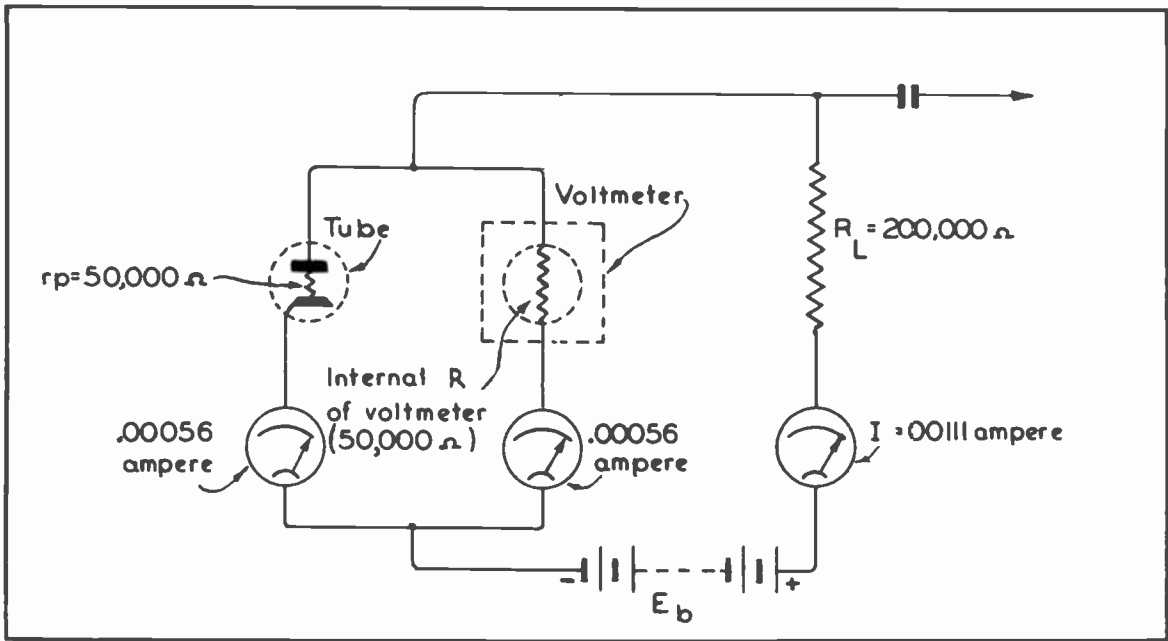 Voltmeter
Tube
rp=50,000 Ω
R L = 200,000 Ω
Internal R
of voltmeter
(50,000 Ω)
.00056
ampere
.00056
ampere
I = .00111 ampere
-
+
E b